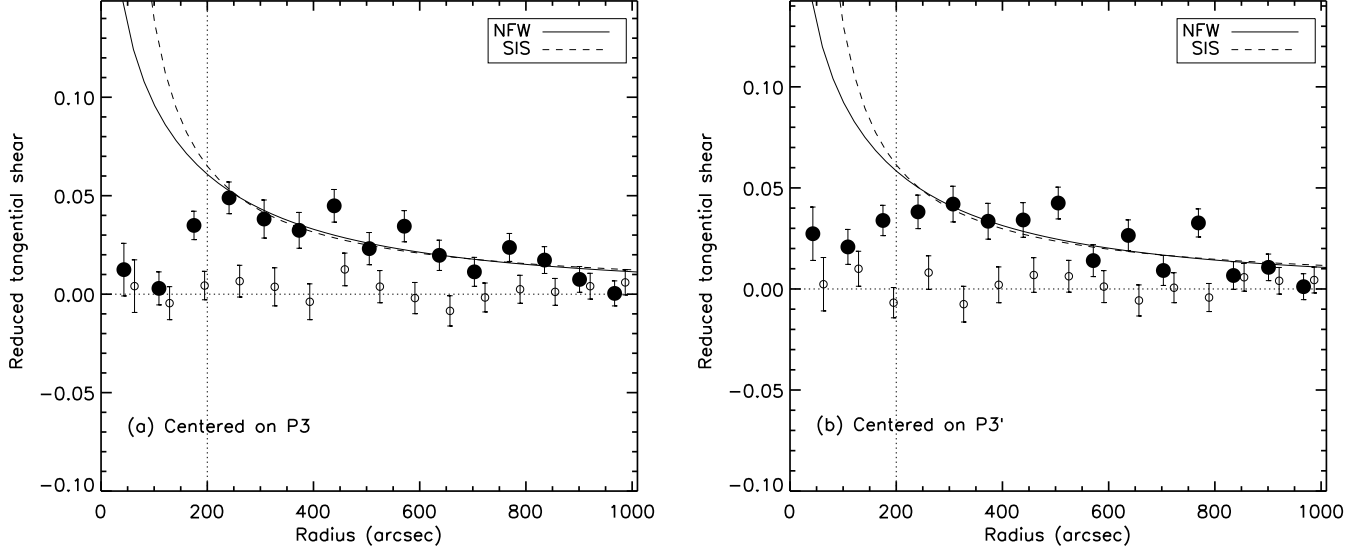 NFW
SIS
0.10
0.05
0.00
−0.05
−0.10
Reduced tangential shear
(a) Centered on P3
0 200 400 600 800 1000
Radius (arcsec)
NFW
SIS
0.10
0.05
0.00
−0.05
−0.10
Reduced tangential shear
(b) Centered on P3'
0 200 400 600 800 1000
Radius (arcsec)